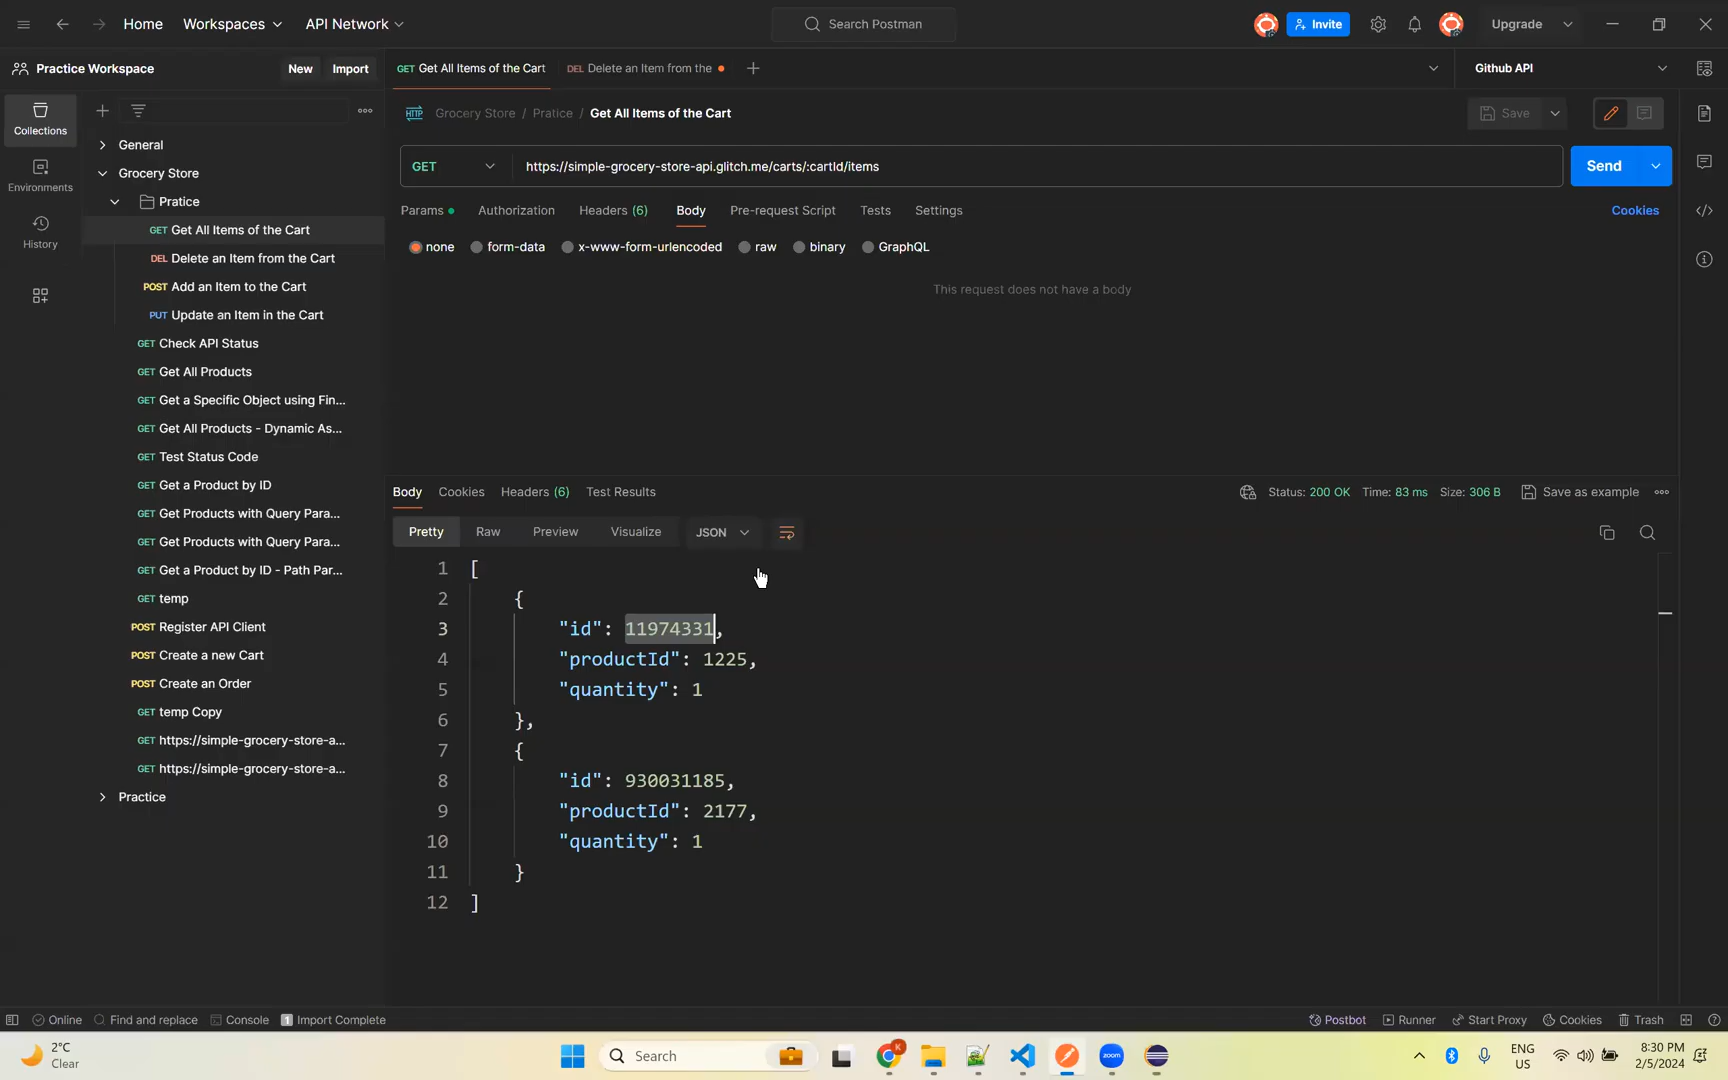 Home Workspaces API Network Search Postman Invite Upgrade
Practice Workspace New Import GET Get All Items of the Cart DEL Delete an Item from the Github API
Collections
Environments
History
General
Grocery Store
Pratice
GET Get All Items of the Cart
DEL Delete an Item from the Cart
POST Add an Item to the Cart
PUT Update an Item in the Cart
GET Check API Status
GET Get All Products
GET Get a Specific Object using Fin...
GET Get All Products - Dynamic As...
GET Test Status Code
GET Get a Product by ID
GET Get Products with Query Para...
GET Get Products with Query Para...
GET Get a Product by ID - Path Par...
GET temp
POST Register API Client
POST Create a new Cart
POST Create an Order
GET temp Copy
GET https://simple-grocery-store-a...
GET https://simple-grocery-store-a...
Practice
HTTP Grocery Store / Pratice / Get All Items of the Cart Save
GET https://simple-grocery-store-api.glitch.me/carts/:cartId/items Send
Params Authorization Headers (6) Body Pre-request Script Tests Settings Cookies
none form-data x-www-form-urlencoded raw binary GraphQL
This request does not have a body
Body Cookies Headers (6) Test Results Status: 200 OK Time: 83 ms Size: 306 B Save as example
Pretty Raw Preview Visualize JSON
1 [
2 {
3 "id": 11974331,
4 "productId": 1225,
5 "quantity": 1
6 },
7 {
8 "id": 930031185,
9 "productId": 2177,
10 "quantity": 1
11 }
12 ]
Online Find and replace Console 1 Import Complete Postbot Runner Start Proxy Cookies Trash
2°C
Clear
Search
zoom
ENG
US
8:30 PM
2/5/2024